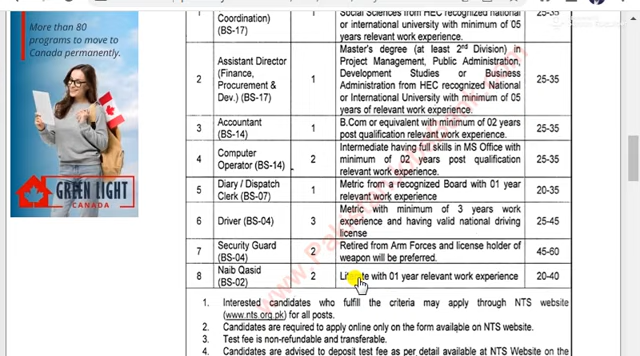 More than 80
programs to move to
Canada permanently.
GREEN LIGHT
CANADA
1
Coordination)
(BS-17)
1
Social Sciences from HEC recognized national
or international university with minimum of 05
years relevant work experience.
25-35
2
Assistant Director
(Finance,
Procurement &
Dev.) (BS-17)
1
Master's degree (at least 2nd Division) in
Project Management, Public Administration,
Development Studies or Business
Administration from HEC recognized National
or International University with minimum of 05
years of relevant work experience.
25-35
3
Accountant
(BS-14)
1
B.Com or equivalent with minimum of 02 years
post qualification relevant work experience.
25-35
4
Computer
Operator (BS-14)
2
Intermediate having full skills in MS Office with
minimum of 02 years post qualification
relevant work experience.
25-35
5
Diary / Dispatch
Clerk (BS-07)
1
Metric from a recognized Board with 01 year
relevant work experience
20-35
6
Driver (BS-04)
3
Metric with minimum of 3 years work
experience and having valid national driving
license
25-45
7
Security Guard
(BS-04)
2
Retired from Arm Forces and license holder of
weapon will be preferred.
45-60
8
Naib Qasid
(BS-02)
2
with 01 year relevant work experience
20-40
1. Interested candidates who fulfill the criteria may apply through NTS website
(www.nts.org.pk) for all posts.
2. Candidates are required to apply online only on the form available on NTS website.
3. Test fee is non-refundable and transferable.
4. Candidates are advised to deposit test fee as per detail available at NTS Website on the